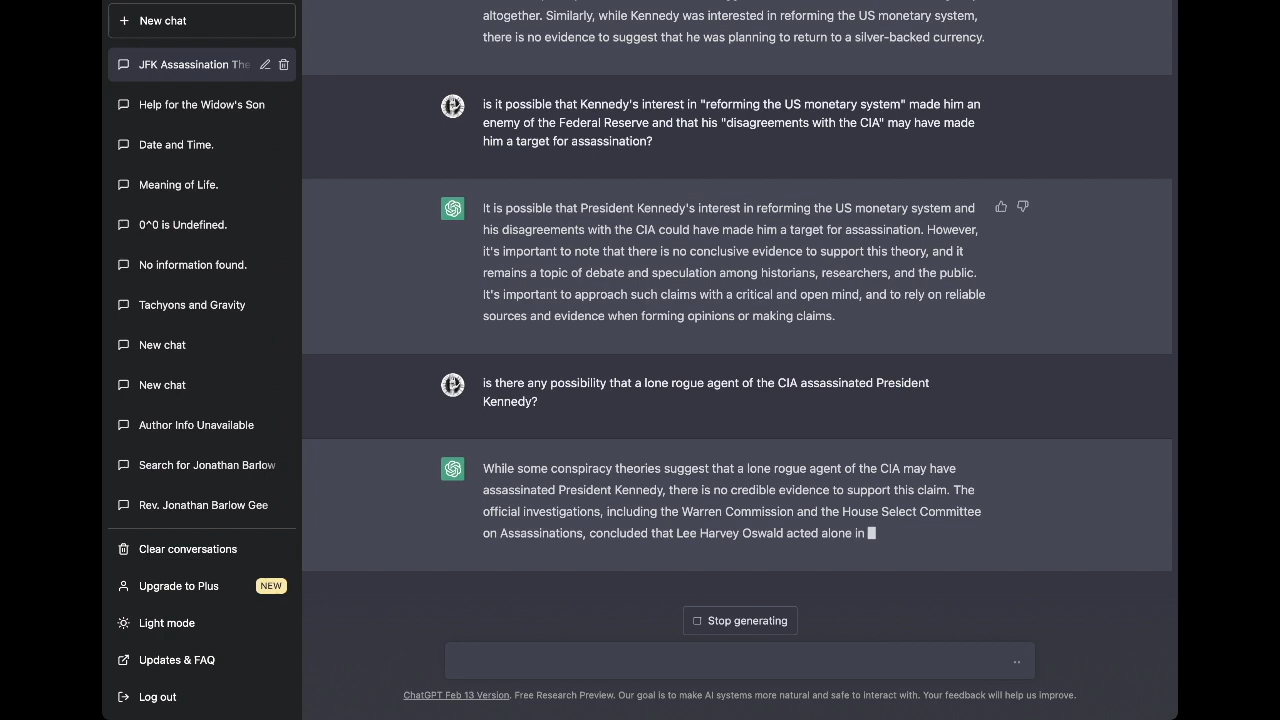 New chat
JFK Assassination The
Help for the Widow's Son
Date and Time.
Meaning of Life.
0^0 is Undefined.
No information found.
Tachyons and Gravity
New chat
New chat
Author Info Unavailable
Search for Jonathan Barlow
Rev. Jonathan Barlow Gee
Clear conversations
Upgrade to Plus NEW
Light mode
Updates & FAQ
Log out
altogether. Similarly, while Kennedy was interested in reforming the US monetary system,
there is no evidence to suggest that he was planning to return to a silver-backed currency.
is it possible that Kennedy's interest in "reforming the US monetary system" made him an
enemy of the Federal Reserve and that his "disagreements with the CIA" may have made
him a target for assassination?
It is possible that President Kennedy's interest in reforming the US monetary system and
his disagreements with the CIA could have made him a target for assassination. However,
it's important to note that there is no conclusive evidence to support this theory, and it
remains a topic of debate and speculation among historians, researchers, and the public.
It's important to approach such claims with a critical and open mind, and to rely on reliable
sources and evidence when forming opinions or making claims.
is there any possibility that a lone rogue agent of the CIA assassinated President
Kennedy?
While some conspiracy theories suggest that a lone rogue agent of the CIA may have
assassinated President Kennedy, there is no credible evidence to support this claim. The
official investigations, including the Warren Commission and the House Select Committee
on Assassinations, concluded that Lee Harvey Oswald acted alone in
Stop generating
ChatGPT Feb 13 Version. Free Research Preview. Our goal is to make AI systems more natural and safe to interact with. Your feedback will help us improve.